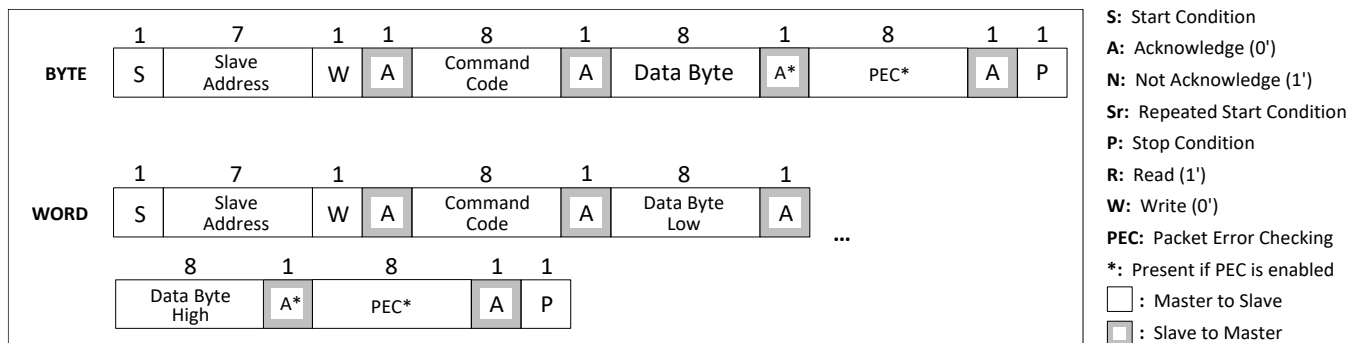 1 7 1 1 8 1 8 1 8 1 1
BYTE S Slave Address W A Command Code A Data Byte A* PEC* A P
1 7 1 8 1 8 1
WORD S Slave Address W A Command Code A Data Byte Low A ...
8 1 8 1 1
Data Byte High A* PEC* A P
S: Start Condition
A: Acknowledge (0')
N: Not Acknowledge (1')
Sr: Repeated Start Condition
P: Stop Condition
R: Read (1')
W: Write (0')
PEC: Packet Error Checking
*: Present if PEC is enabled
: Master to Slave
: Slave to Master